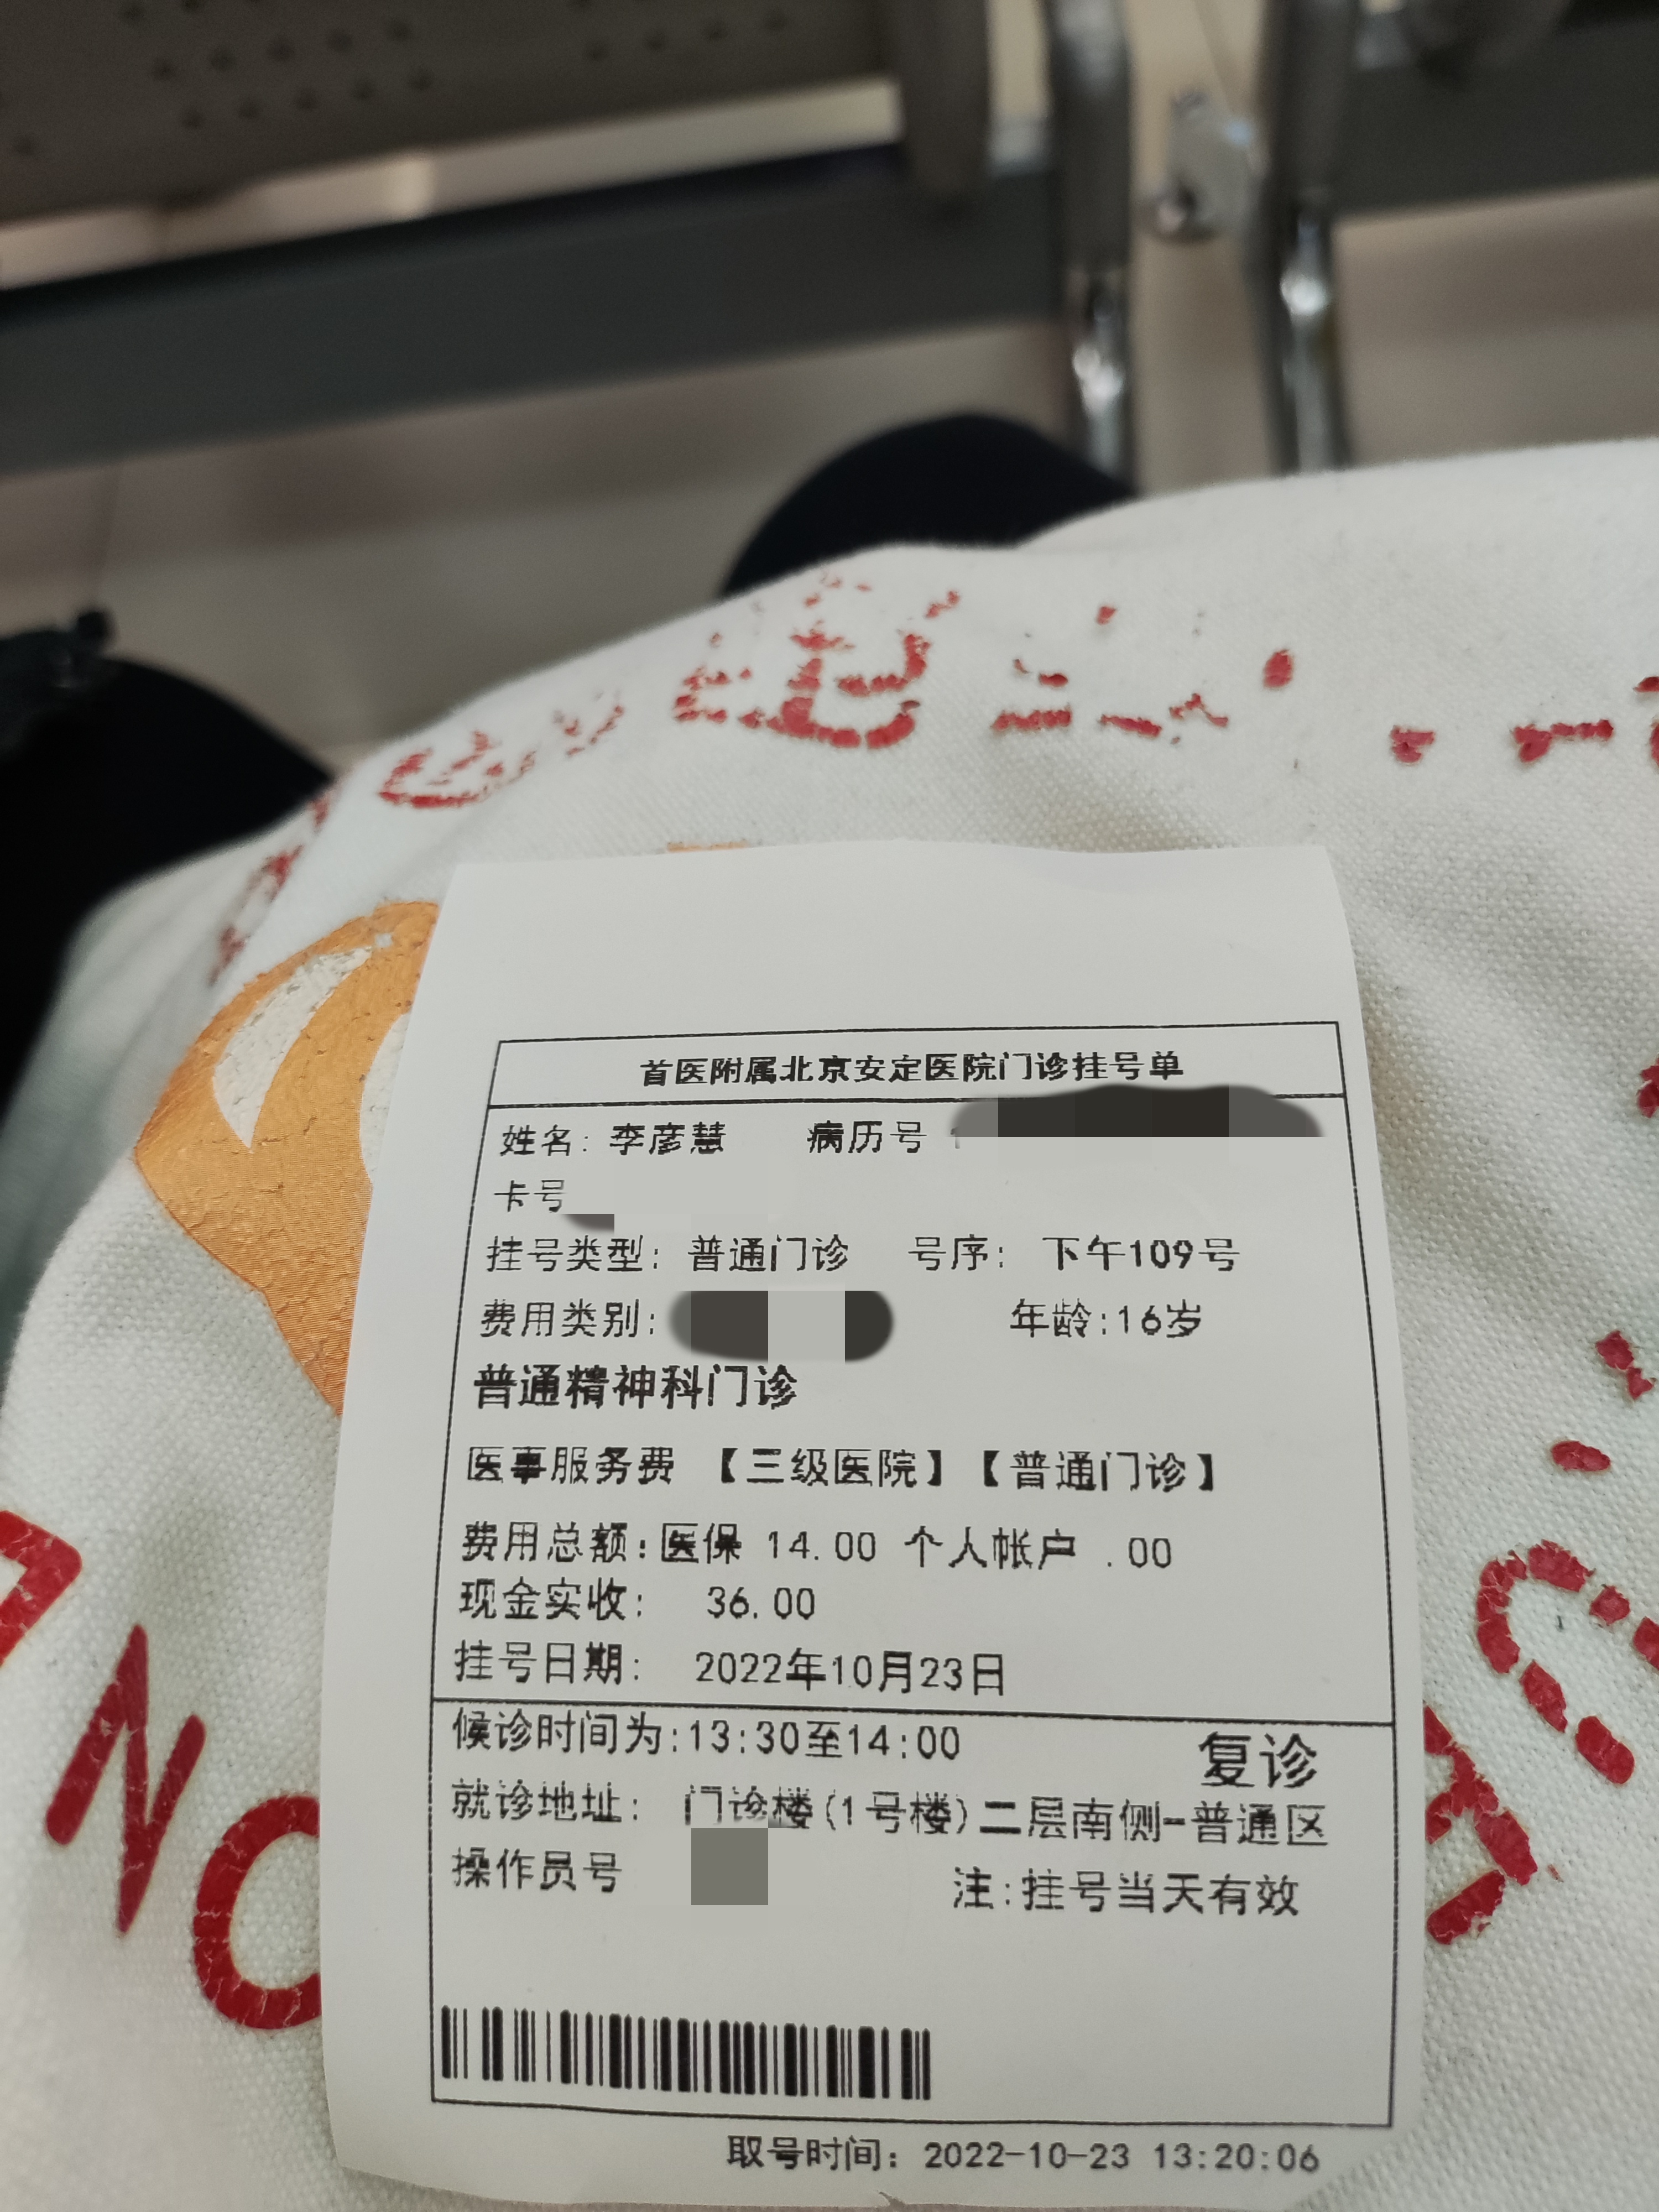 首医附属北京安定医院门诊挂号单
姓名: 李彦慧 病历号
卡号
挂号类型: 普通门诊 号序: 下午109号
费用类别: 年龄:16岁
普通精神科门诊
医事服务费 【三级医院】【普通门诊】
费用总额:医保 14.00 个人帐户 .00
现金实收: 36.00
挂号日期: 2022年10月23日
候诊时间为:13:30至14:00 复诊
就诊地址: 门诊楼(1号楼)二层南侧-普通区
操作员号 注:挂号当天有效
取号时间: 2022-10-23 13:20:06
NO